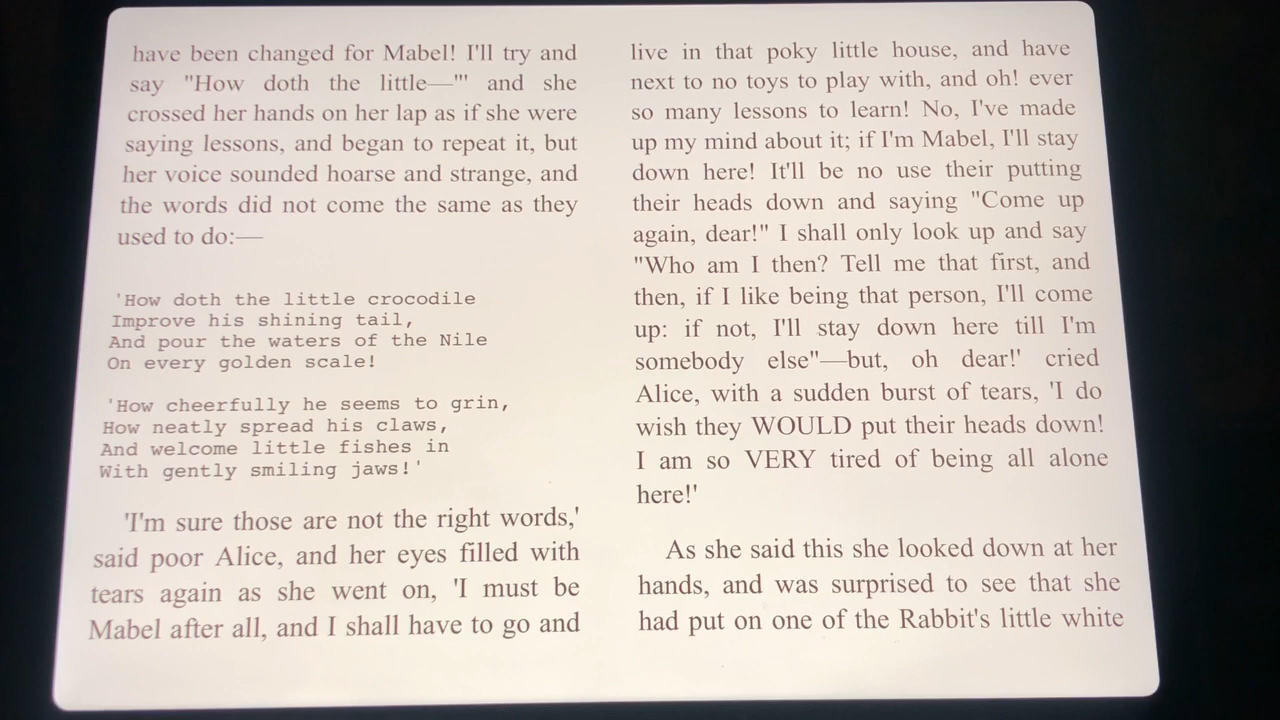 have been changed for Mabel! I'll try and
say "How doth the little—"' and she
crossed her hands on her lap as if she were
saying lessons, and began to repeat it, but
her voice sounded hoarse and strange, and
the words did not come the same as they
used to do:—
'How doth the little crocodile
Improve his shining tail,
And pour the waters of the Nile
On every golden scale!
'How cheerfully he seems to grin,
How neatly spread his claws,
And welcome little fishes in
With gently smiling jaws!'
'I'm sure those are not the right words,'
said poor Alice, and her eyes filled with
tears again as she went on, 'I must be
Mabel after all, and I shall have to go and
live in that poky little house, and have
next to no toys to play with, and oh! ever
so many lessons to learn! No, I've made
up my mind about it; if I'm Mabel, I'll stay
down here! It'll be no use their putting
their heads down and saying "Come up
again, dear!" I shall only look up and say
"Who am I then? Tell me that first, and
then, if I like being that person, I'll come
up: if not, I'll stay down here till I'm
somebody else"—but, oh dear!' cried
Alice, with a sudden burst of tears, 'I do
wish they WOULD put their heads down!
I am so VERY tired of being all alone
here!'
As she said this she looked down at her
hands, and was surprised to see that she
had put on one of the Rabbit's little white